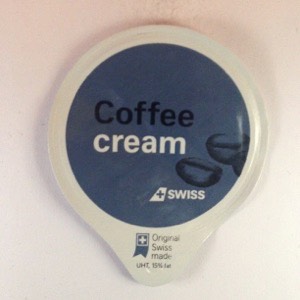 Coffee
cream
SWISS
Original
Swiss
made
UHT, 15% fat